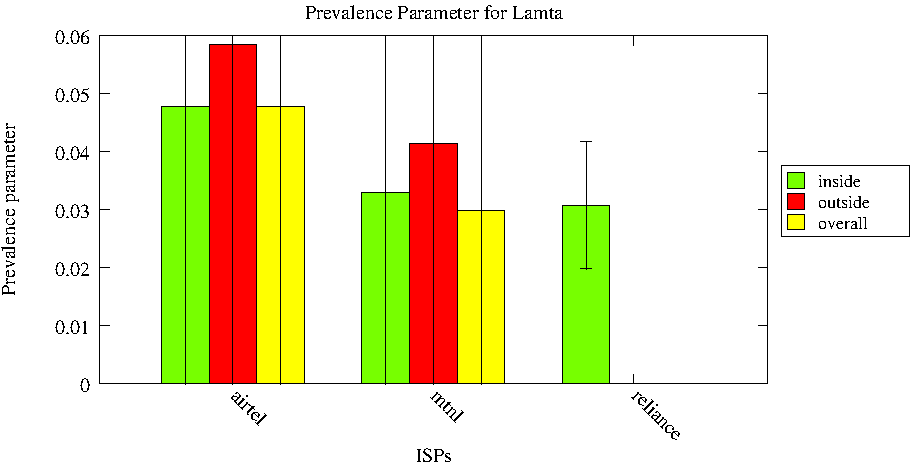 Prevalence Parameter for Lamta
0.06
0.05
0.04
0.03
0.02
0.01
0
Prevalence parameter
airtel
mtnl
reliance
ISPs
inside
outside
overall